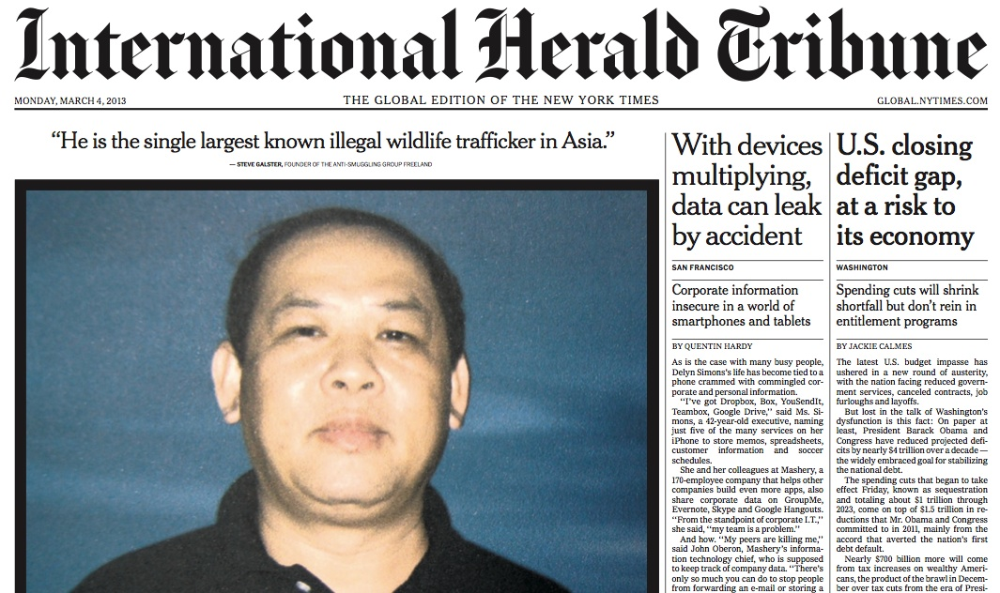 International Herald Tribune
MONDAY, MARCH 4, 2013
THE GLOBAL EDITION OF THE NEW YORK TIMES
GLOBAL.NYTIMES.COM
“He is the single largest known illegal wildlife trafficker in Asia.”
— STEVE GALSTER, FOUNDER OF THE ANTI-SMUGGLING GROUP FREELAND
With devices
multiplying,
data can leak
by accident
SAN FRANCISCO
Corporate information
insecure in a world of
smartphones and tablets
BY QUENTIN HARDY
As is the case with many busy people,
Delyn Simons’s life has become tied to a
phone crammed with commingled cor-
porate and personal information.
“I’ve got Dropbox, Box, YouSendIt,
Teambox, Google Drive,” said Ms. Si-
mons, a 42-year-old executive, naming
just five of the many services on her
iPhone to store memos, spreadsheets,
customer information and soccer
schedules.
She and her colleagues at Mashery, a
170-employee company that helps other
companies build even more apps, also
share corporate data on GroupMe,
Evernote, Skype and Google Hangouts.
“From the standpoint of corporate I.T.,”
she said, “my team is a problem.”
And how. “My peers are killing me,”
said John Oberon, Mashery’s informa-
tion technology chief, who is supposed
to keep track of company data. “There’s
only so much you can do to stop people
from forwarding an e-mail or storing a
U.S. closing
deficit gap,
at a risk to
its economy
WASHINGTON
Spending cuts will shrink
shortfall but don’t rein in
entitlement programs
BY JACKIE CALMES
The latest U.S. budget impasse has
ushered in a new round of austerity,
with the nation facing reduced govern-
ment services, canceled contracts, job
furloughs and layoffs.
But lost in the talk of Washington’s
dysfunction is this fact: On paper at
least, President Barack Obama and
Congress have reduced projected defi-
cits by nearly $4 trillion over a decade —
the widely embraced goal for stabilizing
the national debt.
The spending cuts that began to take
effect Friday, known as sequestration
and totaling about $1 trillion through
2023, come on top of $1.5 trillion in re-
ductions that Mr. Obama and Congress
committed to in 2011, mainly from the
accord that averted the nation’s first
debt default.
Nearly $700 billion more will come
from tax increases on wealthy Ameri-
cans, the product of the brawl in Decem-
ber over tax cuts from the era of Presi-